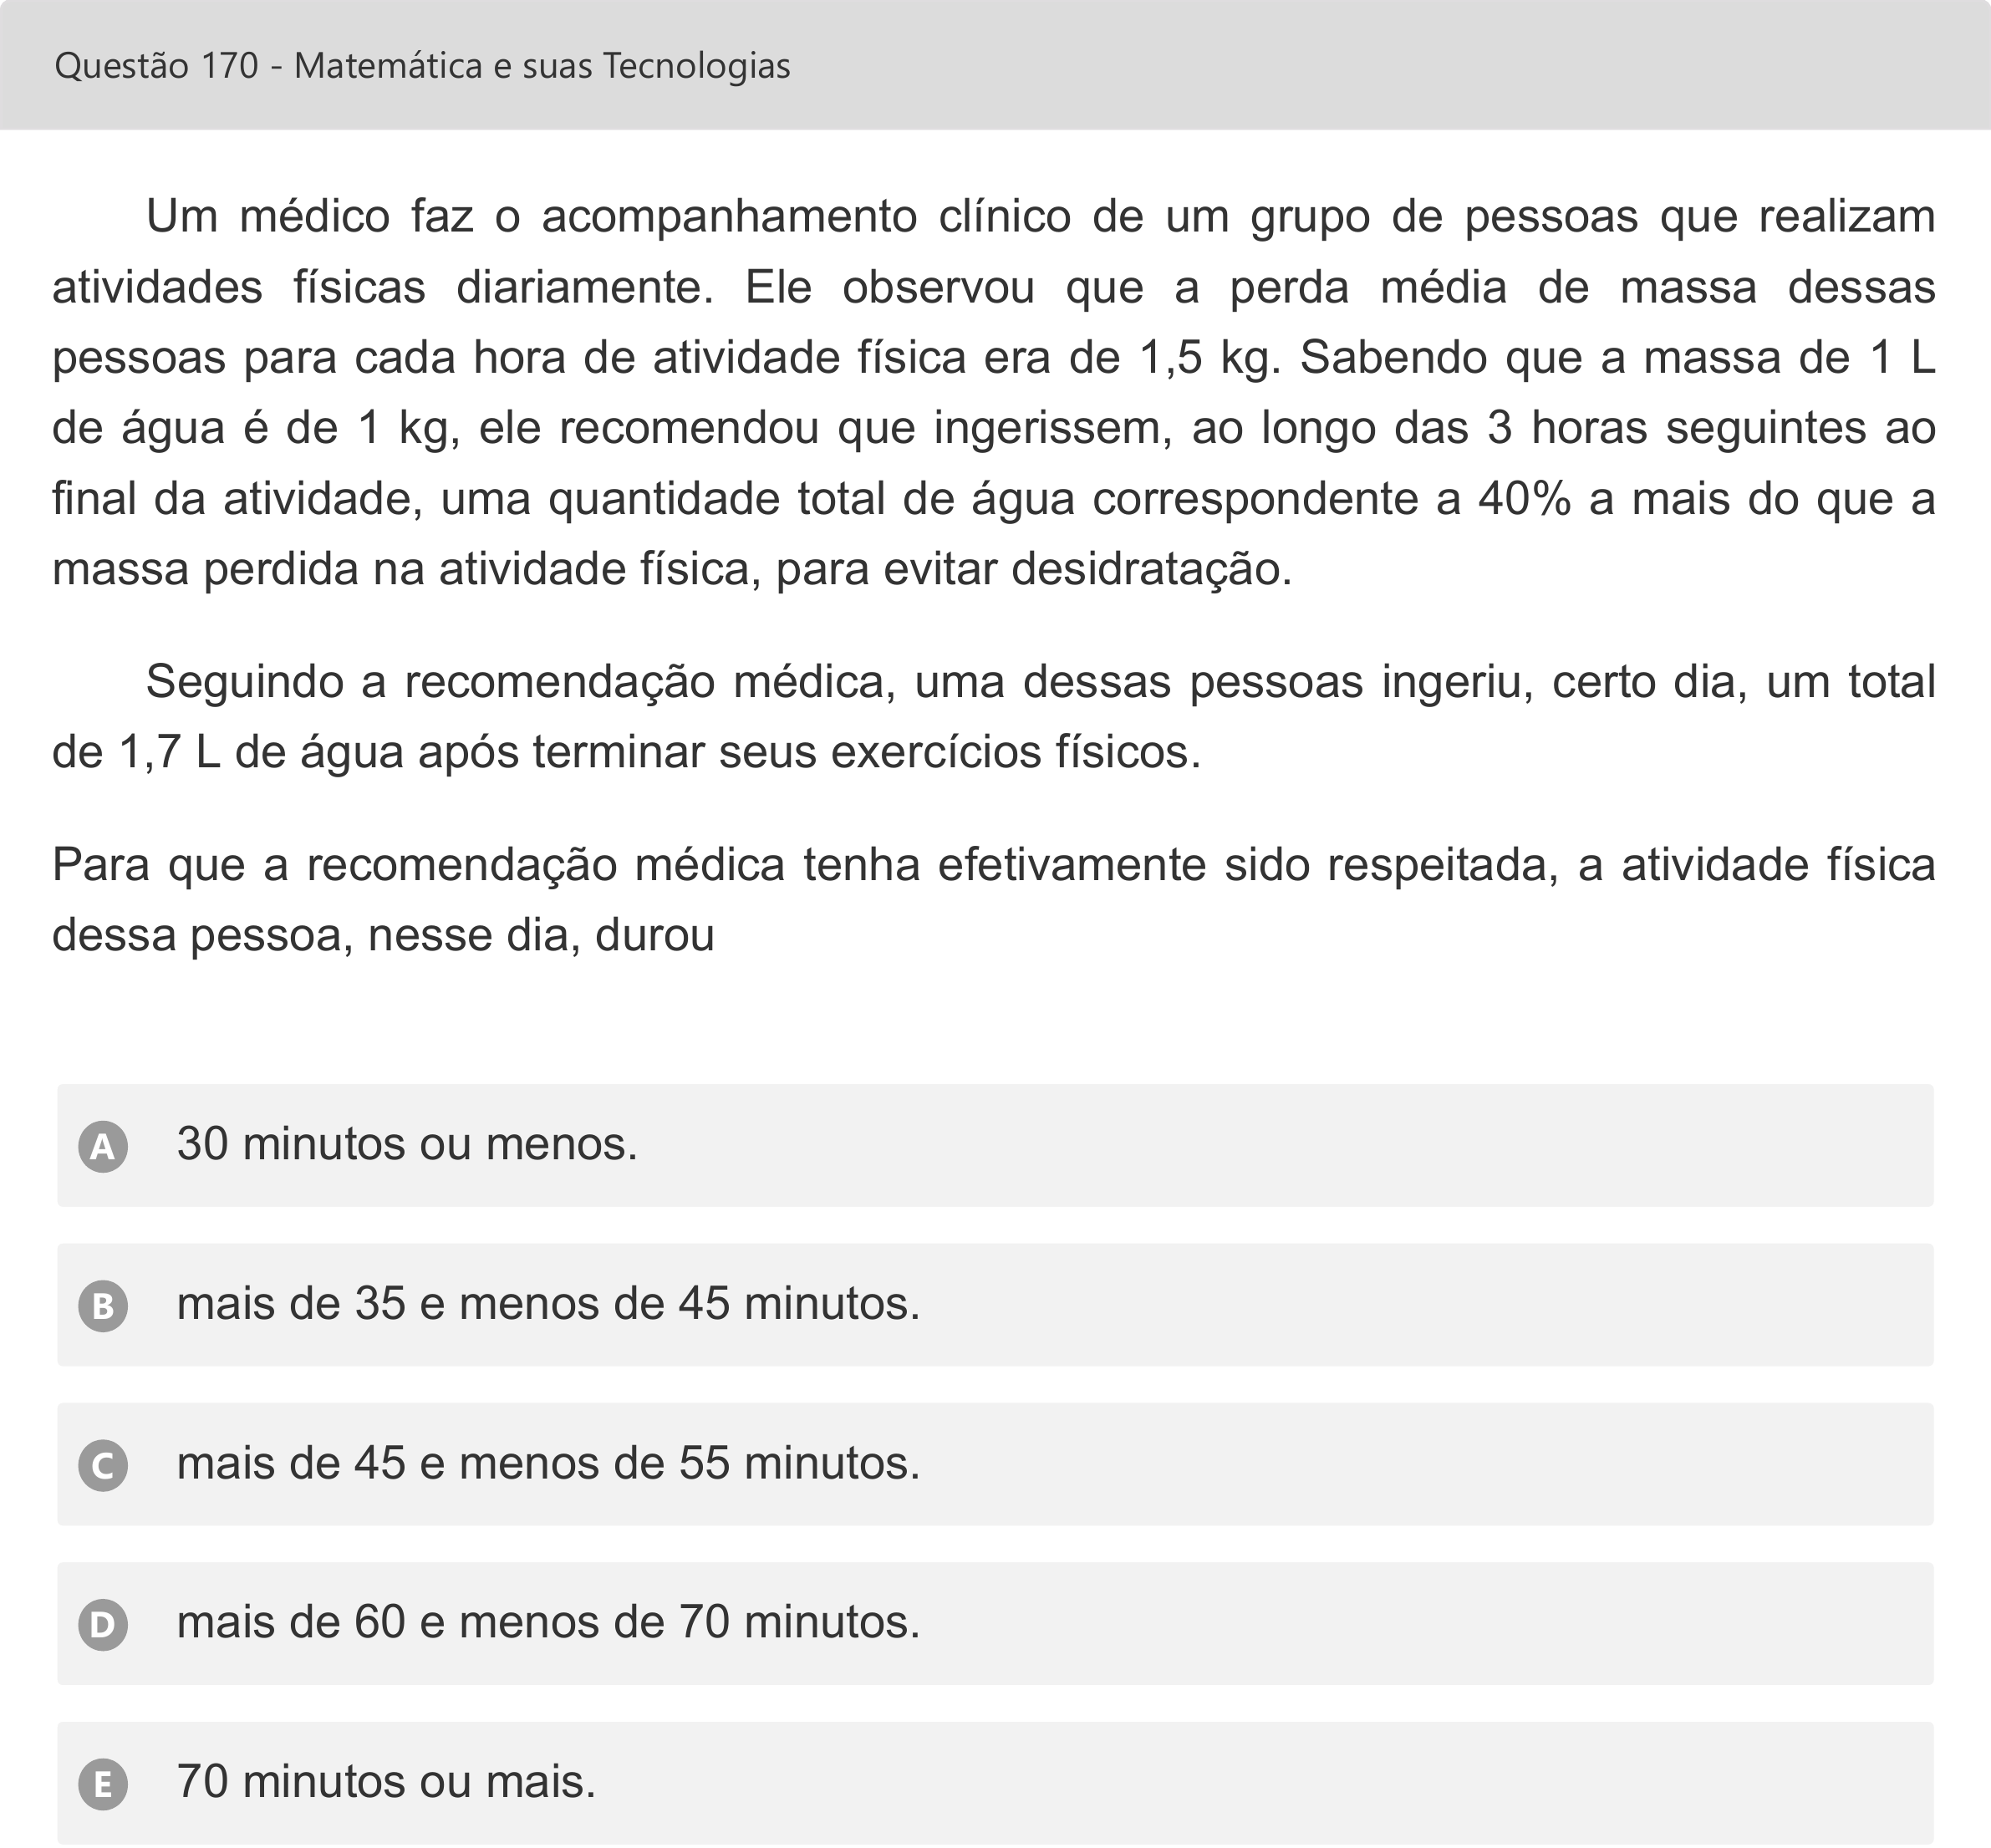 Questão 170 - Matemática e suas Tecnologias
Um médico faz o acompanhamento clínico de um grupo de pessoas que realizam
atividades físicas diariamente. Ele observou que a perda média de massa dessas
pessoas para cada hora de atividade física era de 1,5 kg. Sabendo que a massa de 1 L
de água é de 1 kg, ele recomendou que ingerissem, ao longo das 3 horas seguintes ao
final da atividade, uma quantidade total de água correspondente a 40% a mais do que a
massa perdida na atividade física, para evitar desidratação.
Seguindo a recomendação médica, uma dessas pessoas ingeriu, certo dia, um total
de 1,7 L de água após terminar seus exercícios físicos.
Para que a recomendação médica tenha efetivamente sido respeitada, a atividade física
dessa pessoa, nesse dia, durou
A 30 minutos ou menos.
B mais de 35 e menos de 45 minutos.
C mais de 45 e menos de 55 minutos.
D mais de 60 e menos de 70 minutos.
E 70 minutos ou mais.